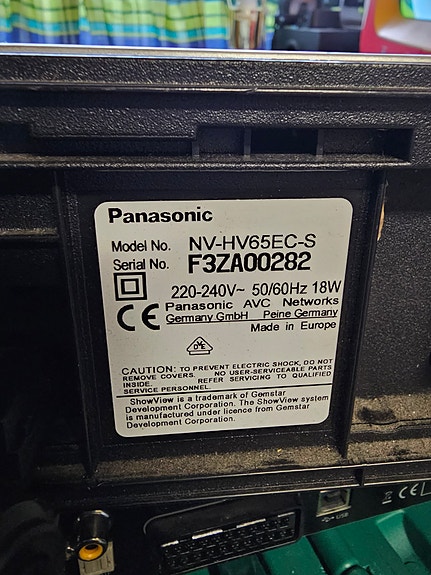 Panasonic
Model No. NV-HV65EC-S
Serial No. F3ZA00282
220-240V~ 50/60Hz 18W
CE Panasonic AVC Networks
Germany GmbH Peine Germany
Made in Europe
CAUTION: TO PREVENT ELECTRIC SHOCK, DO NOT
REMOVE COVERS. NO USER-SERVICEABLE PARTS
INSIDE. REFER SERVICING TO QUALIFIED
SERVICE PERSONNEL.
ShowView is a trademark of Gemstar
Development Corporation. The ShowView system
is manufactured under licence from Gemstar
Development Corporation.
USB
CE